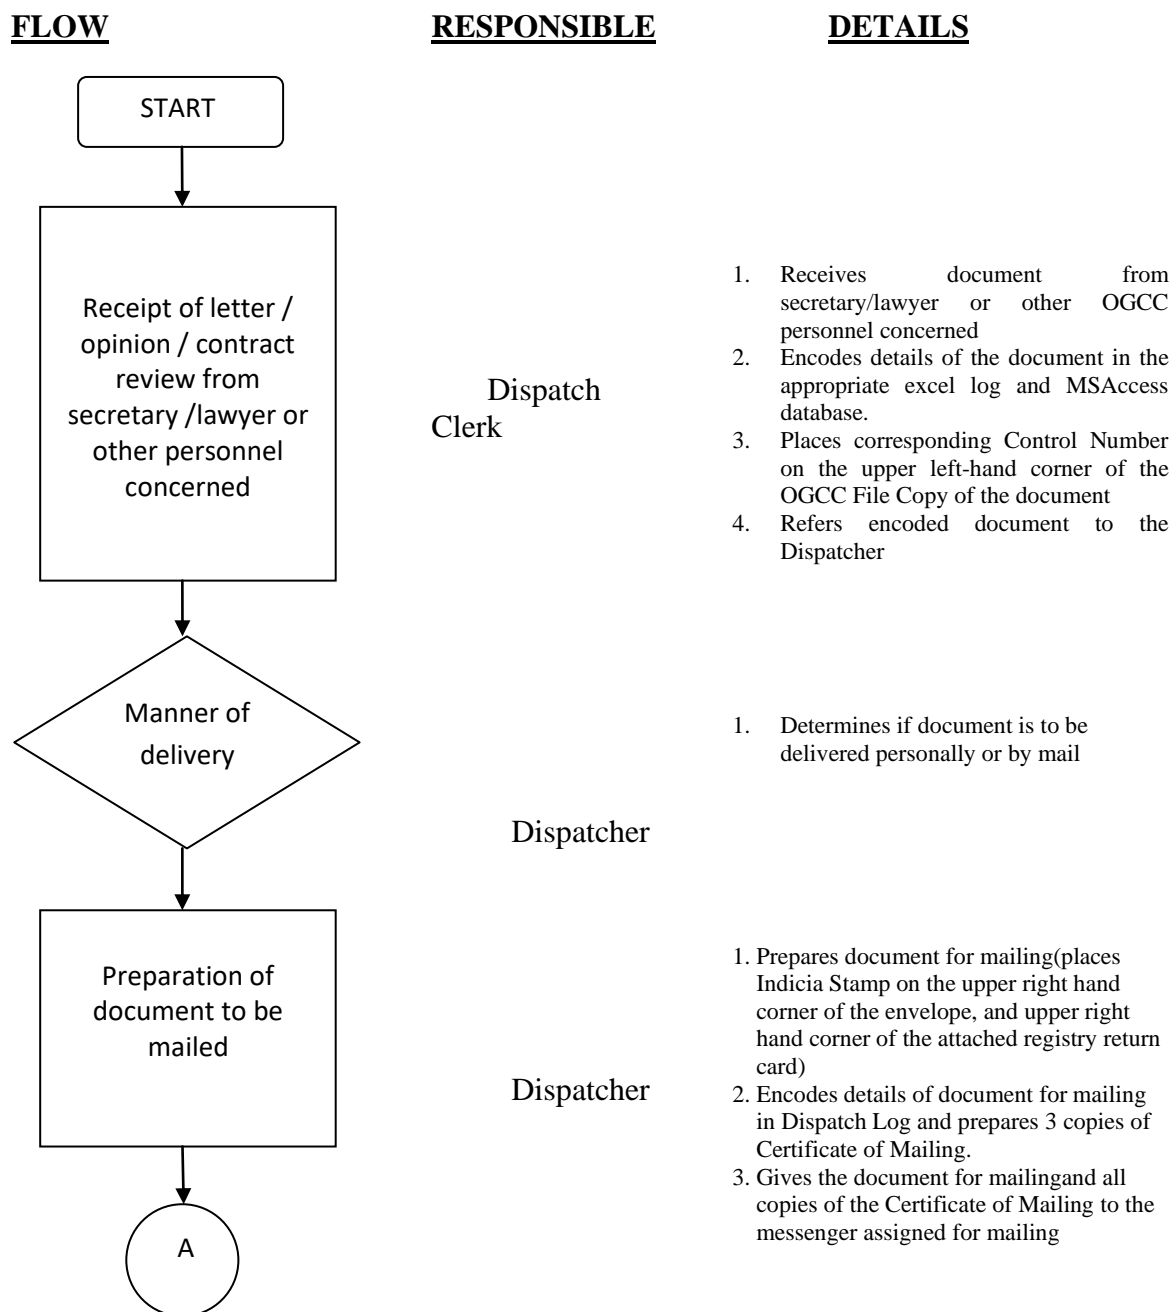 FLOW RESPONSIBLE DETAILS
START
Receipt of letter /
opinion / contract
review from
secretary /lawyer or
other personnel
concerned
Dispatch
Clerk
1. Receives document from
secretary/lawyer or other OGCC
personnel concerned
2. Encodes details of the document in the
appropriate excel log and MSAccess
database.
3. Places corresponding Control Number
on the upper left-hand corner of the
OGCC File Copy of the document
4. Refers encoded document to the
Dispatcher
Manner of
delivery
Dispatcher
1. Determines if document is to be
delivered personally or by mail
Preparation of
document to be
mailed
Dispatcher
1. Prepares document for mailing(places
Indicia Stamp on the upper right hand
corner of the envelope, and upper right
hand corner of the attached registry return
card)
2. Encodes details of document for mailing
in Dispatch Log and prepares 3 copies of
Certificate of Mailing.
3. Gives the document for mailingand all
copies of the Certificate of Mailing to the
messenger assigned for mailing
A